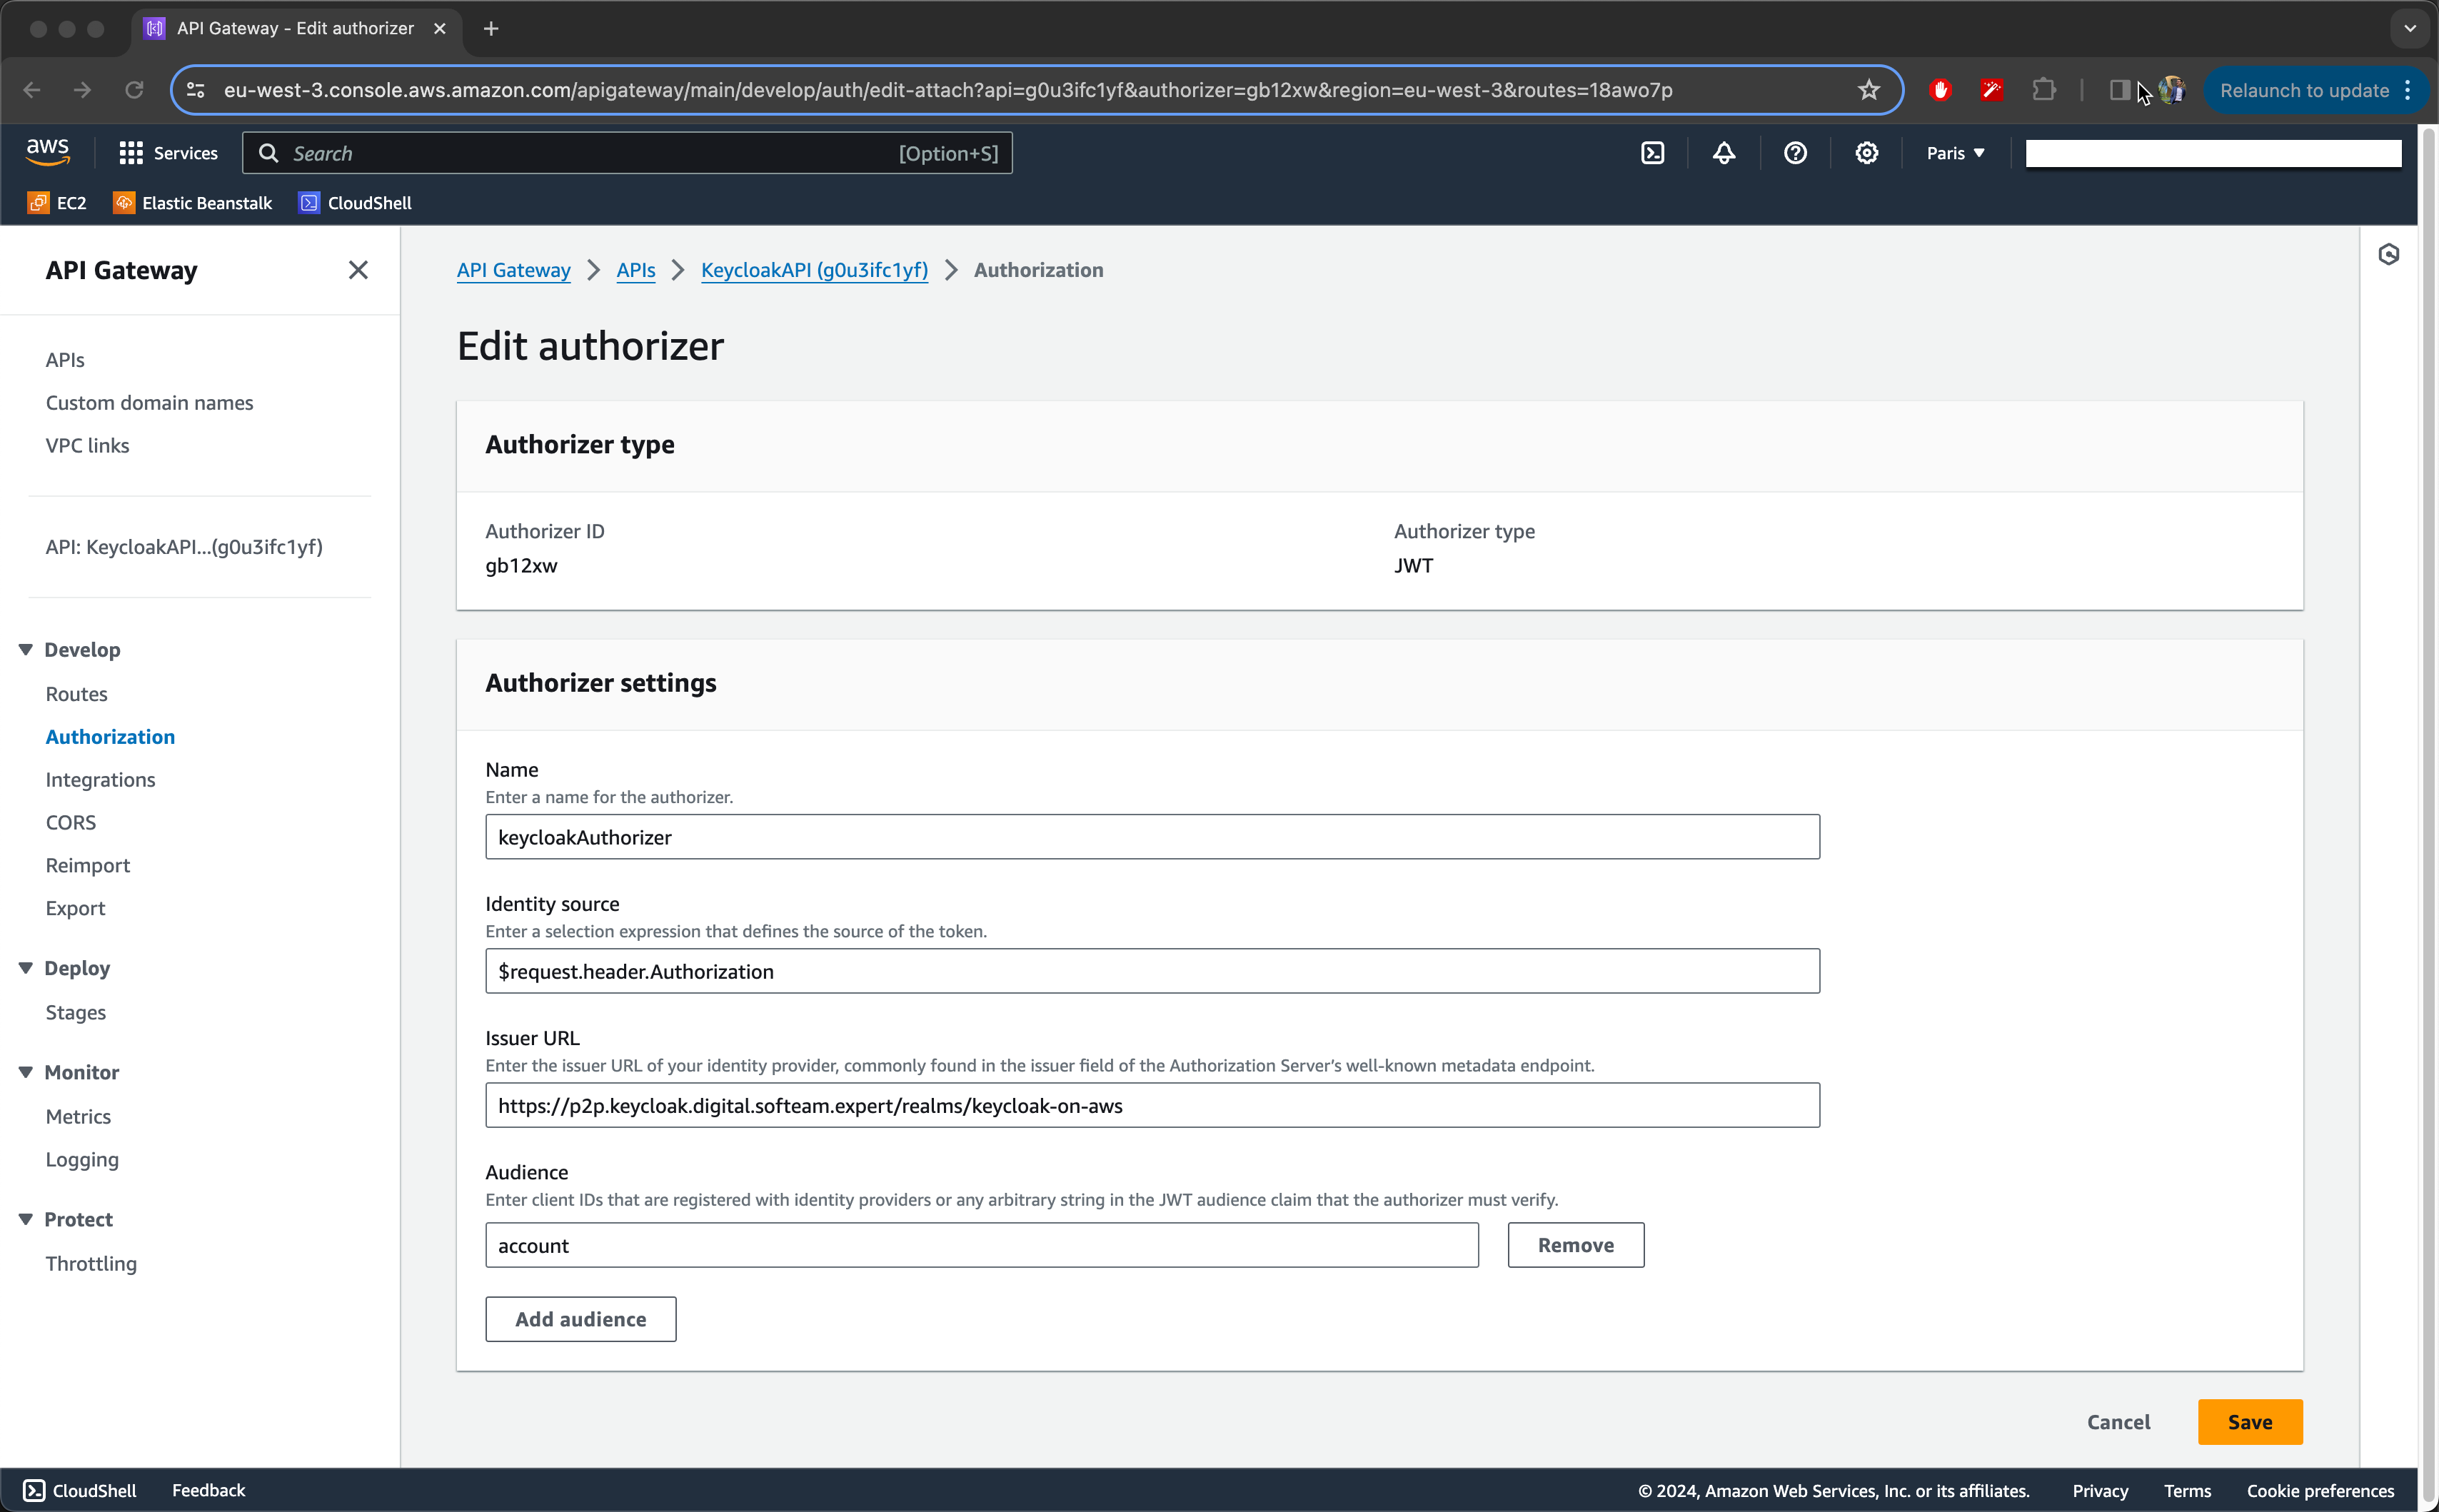 API Gateway - Edit authorizer
eu-west-3.console.aws.amazon.com/apigateway/main/develop/auth/edit-attach?api=g0u3ifc1yf&authorizer=gb12xw&region=eu-west-3&routes=18awo7p
Relaunch to update
aws
Services
Search
[Option+S]
Paris
EC2
Elastic Beanstalk
CloudShell
API Gateway
APIs
Custom domain names
VPC links
API: KeycloakAPI...(g0u3ifc1yf)
Develop
Routes
Authorization
Integrations
CORS
Reimport
Export
Deploy
Stages
Monitor
Metrics
Logging
Protect
Throttling
API Gateway
APIs
KeycloakAPI (g0u3ifc1yf)
Authorization
Edit authorizer
Authorizer type
Authorizer ID
gb12xw
Authorizer type
JWT
Authorizer settings
Name
Enter a name for the authorizer.
keycloakAuthorizer
Identity source
Enter a selection expression that defines the source of the token.
$request.header.Authorization
Issuer URL
Enter the issuer URL of your identity provider, commonly found in the issuer field of the Authorization Server's well-known metadata endpoint.
https://p2p.keycloak.digital.softeam.expert/realms/keycloak-on-aws
Audience
Enter client IDs that are registered with identity providers or any arbitrary string in the JWT audience claim that the authorizer must verify.
account
Remove
Add audience
Cancel
Save
CloudShell
Feedback
© 2024, Amazon Web Services, Inc. or its affiliates.
Privacy
Terms
Cookie preferences